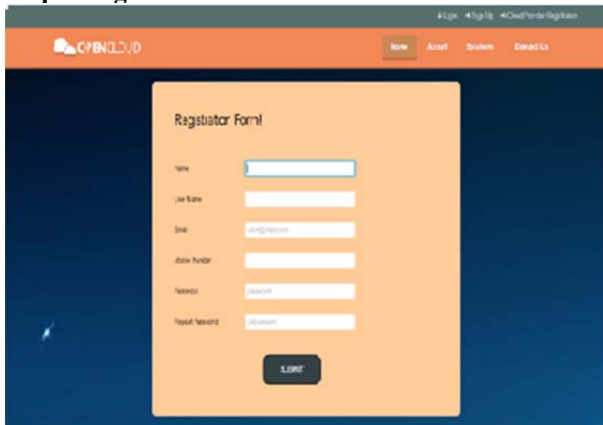 Login Sign Up Cloud Provider Registration
OPENCLOUD
Home About Contact Us
Registration Form!
Name
User Name
Email
Mobile Number
Password
Repeat Password
SUBMIT